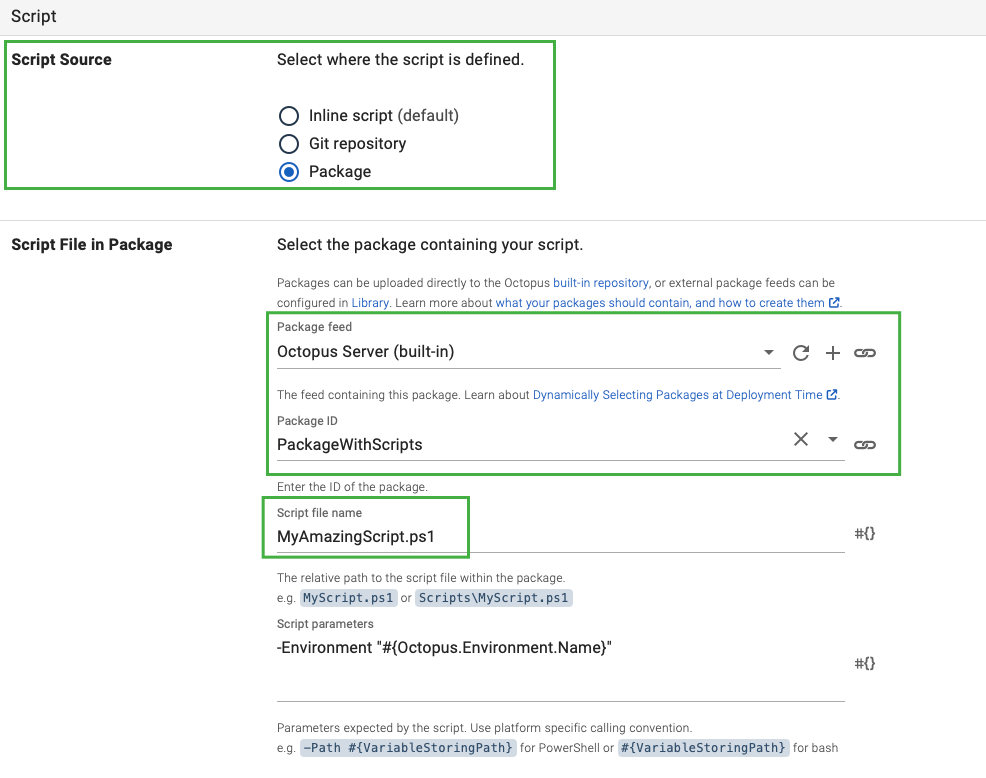 Script
Script Source
Select where the script is defined.
Inline script (default)
Git repository
Package
Script File in Package
Select the package containing your script.
Packages can be uploaded directly to the Octopus built-in repository, or external package feeds can be
configured in Library. Learn more about what your packages should contain, and how to create them.
Package feed
Octopus Server (built-in)
The feed containing this package. Learn about Dynamically Selecting Packages at Deployment Time.
Package ID
PackageWithScripts
Enter the ID of the package.
Script file name
MyAmazingScript.ps1
#{}
The relative path to the script file within the package.
e.g. MyScript.ps1 or Scripts\MyScript.ps1
Script parameters
-Environment "#{Octopus.Environment.Name}"
#{}
Parameters expected by the script. Use platform specific calling convention.
e.g. -Path #{VariableStoringPath} for PowerShell or #{VariableStoringPath} for bash